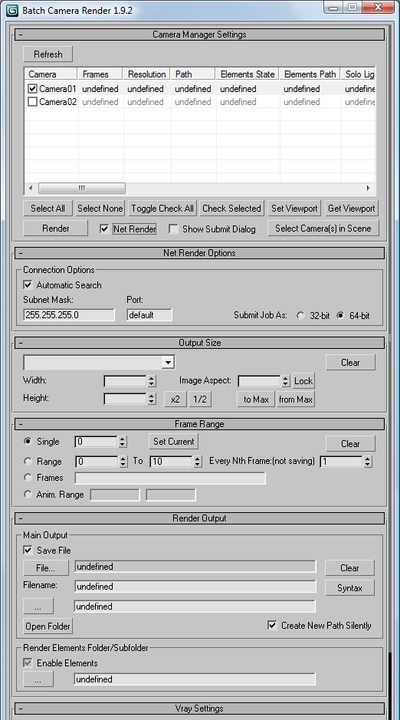 Batch Camera Render 1.9.2
Camera Manager Settings
Refresh
Camera Frames Resolution Path Elements State Elements Path Solo Lig
Camera01 undefined undefined undefined undefined undefined undefine
Camera02 undefined undefined undefined undefined undefined undefine
Select All Select None Toggle Check All Check Selected Set Viewport Get Viewport
Render Net Render Show Submit Dialog Select Camera(s) in Scene
Net Render Options
Connection Options
Automatic Search
Subnet Mask: Port:
255.255.255.0 default Submit Job As: 32-bit 64-bit
Output Size
Clear
Width: Image Aspect: Lock
Height: x2 1/2 to Max from Max
Frame Range
Single 0 Set Current Clear
Range 0 To 10 Every Nth Frame:(not saving) 1
Frames
Anim. Range
Render Output
Main Output
Save File
File... undefined Clear
Filename: undefined Syntax
... undefined
Open Folder Create New Path Silently
Render Elements Folder/Subfolder
Enable Elements
... undefined
Vray Settings